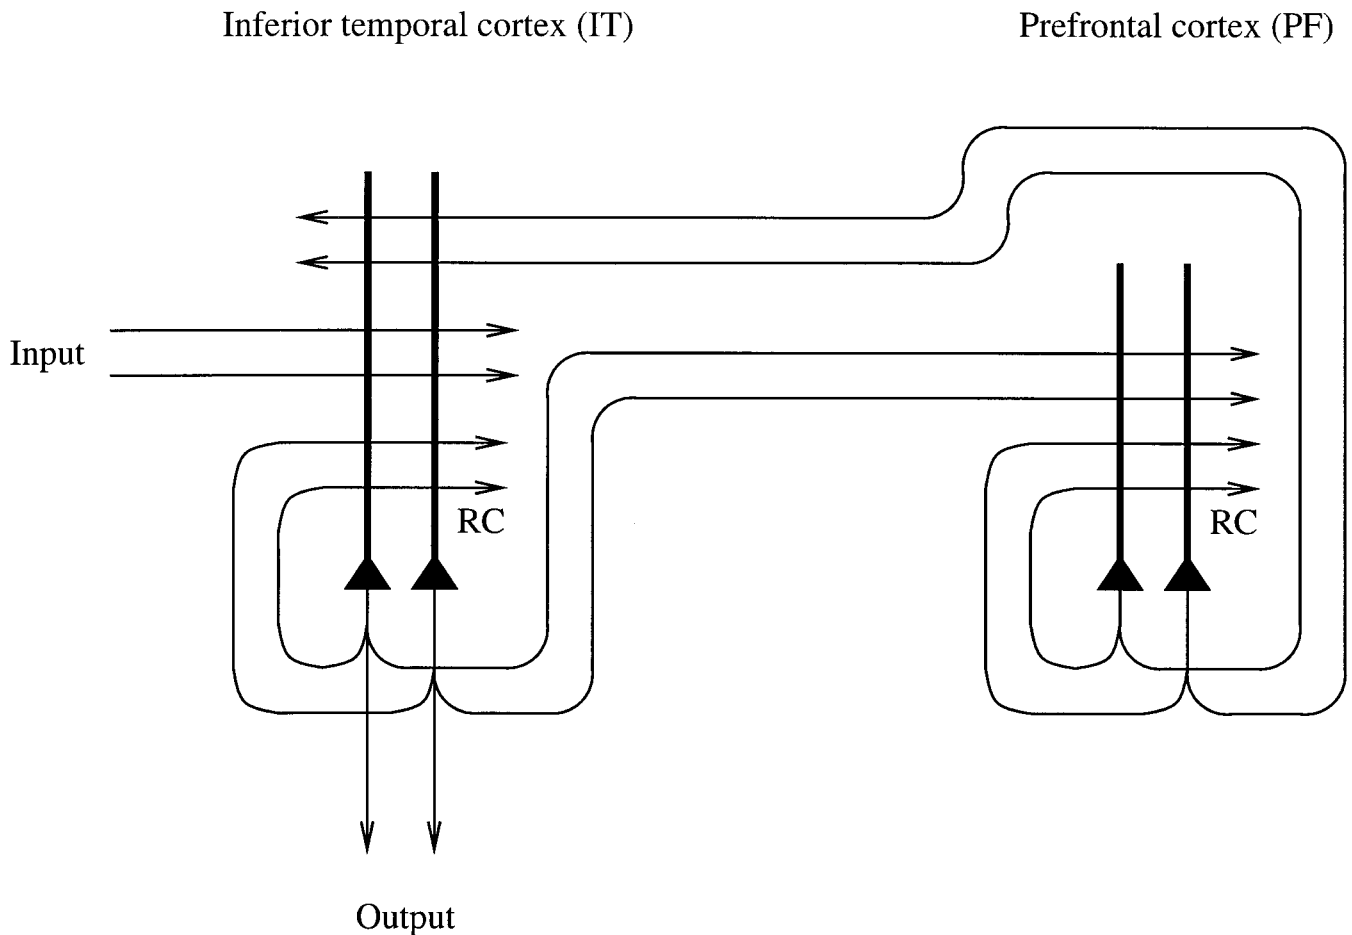 Inferior temporal cortex (IT)
Prefrontal cortex (PF)
Input
RC
RC
Output